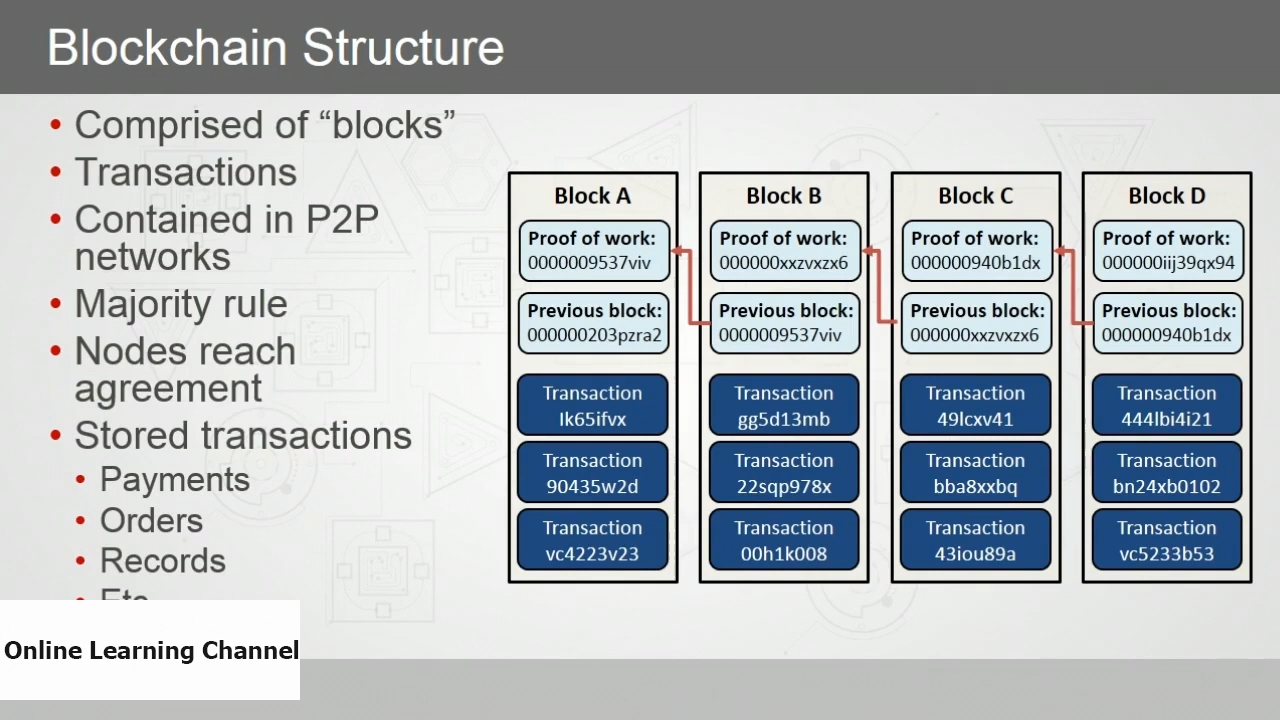 Blockchain Structure
• Comprised of “blocks”
• Transactions
• Contained in P2P
networks
• Majority rule
• Nodes reach
agreement
• Stored transactions
• Payments
• Orders
• Records
• Etc
Online Learning Channel
Block A
Proof of work:
0000009537viv
Previous block:
000000203pzra2
Transaction
lk65ifvx
Transaction
90435w2d
Transaction
vc4223v23
Block B
Proof of work:
000000xxzvxzx6
Previous block:
0000009537viv
Transaction
gg5d13mb
Transaction
22sqp978x
Transaction
00h1k008
Block C
Proof of work:
000000940b1dx
Previous block:
000000xxzvxzx6
Transaction
49lcxv41
Transaction
bba8xxbq
Transaction
43iou89a
Block D
Proof of work:
000000iij39qx94
Previous block:
000000940b1dx
Transaction
444lbi4i21
Transaction
bn24xb0102
Transaction
vc5233b53